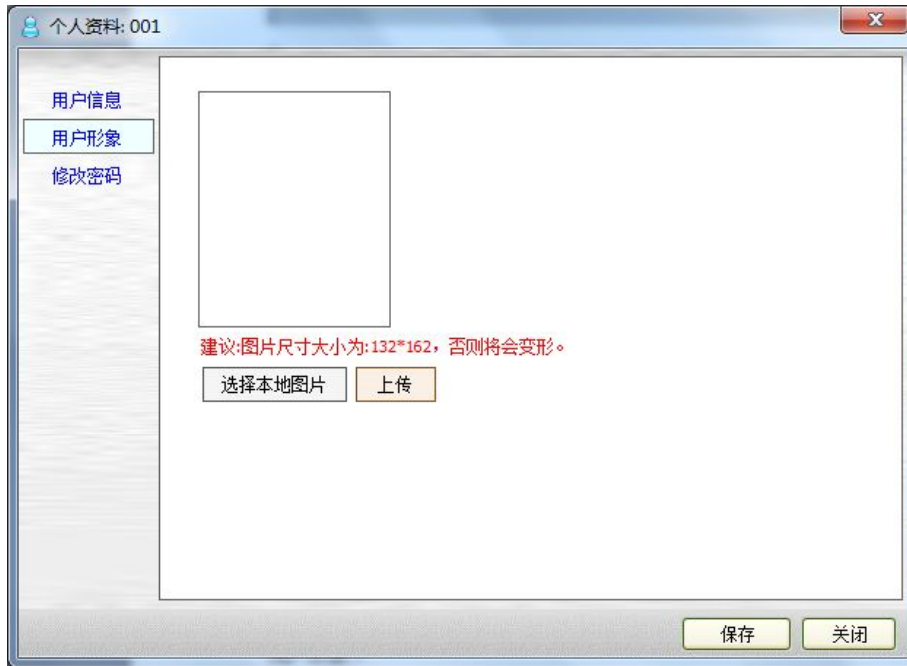 个人资料: 001
用户信息
用户形象
修改密码
建议:图片尺寸大小为:132*162，否则将会变形。
选择本地图片 上传
保存 关闭